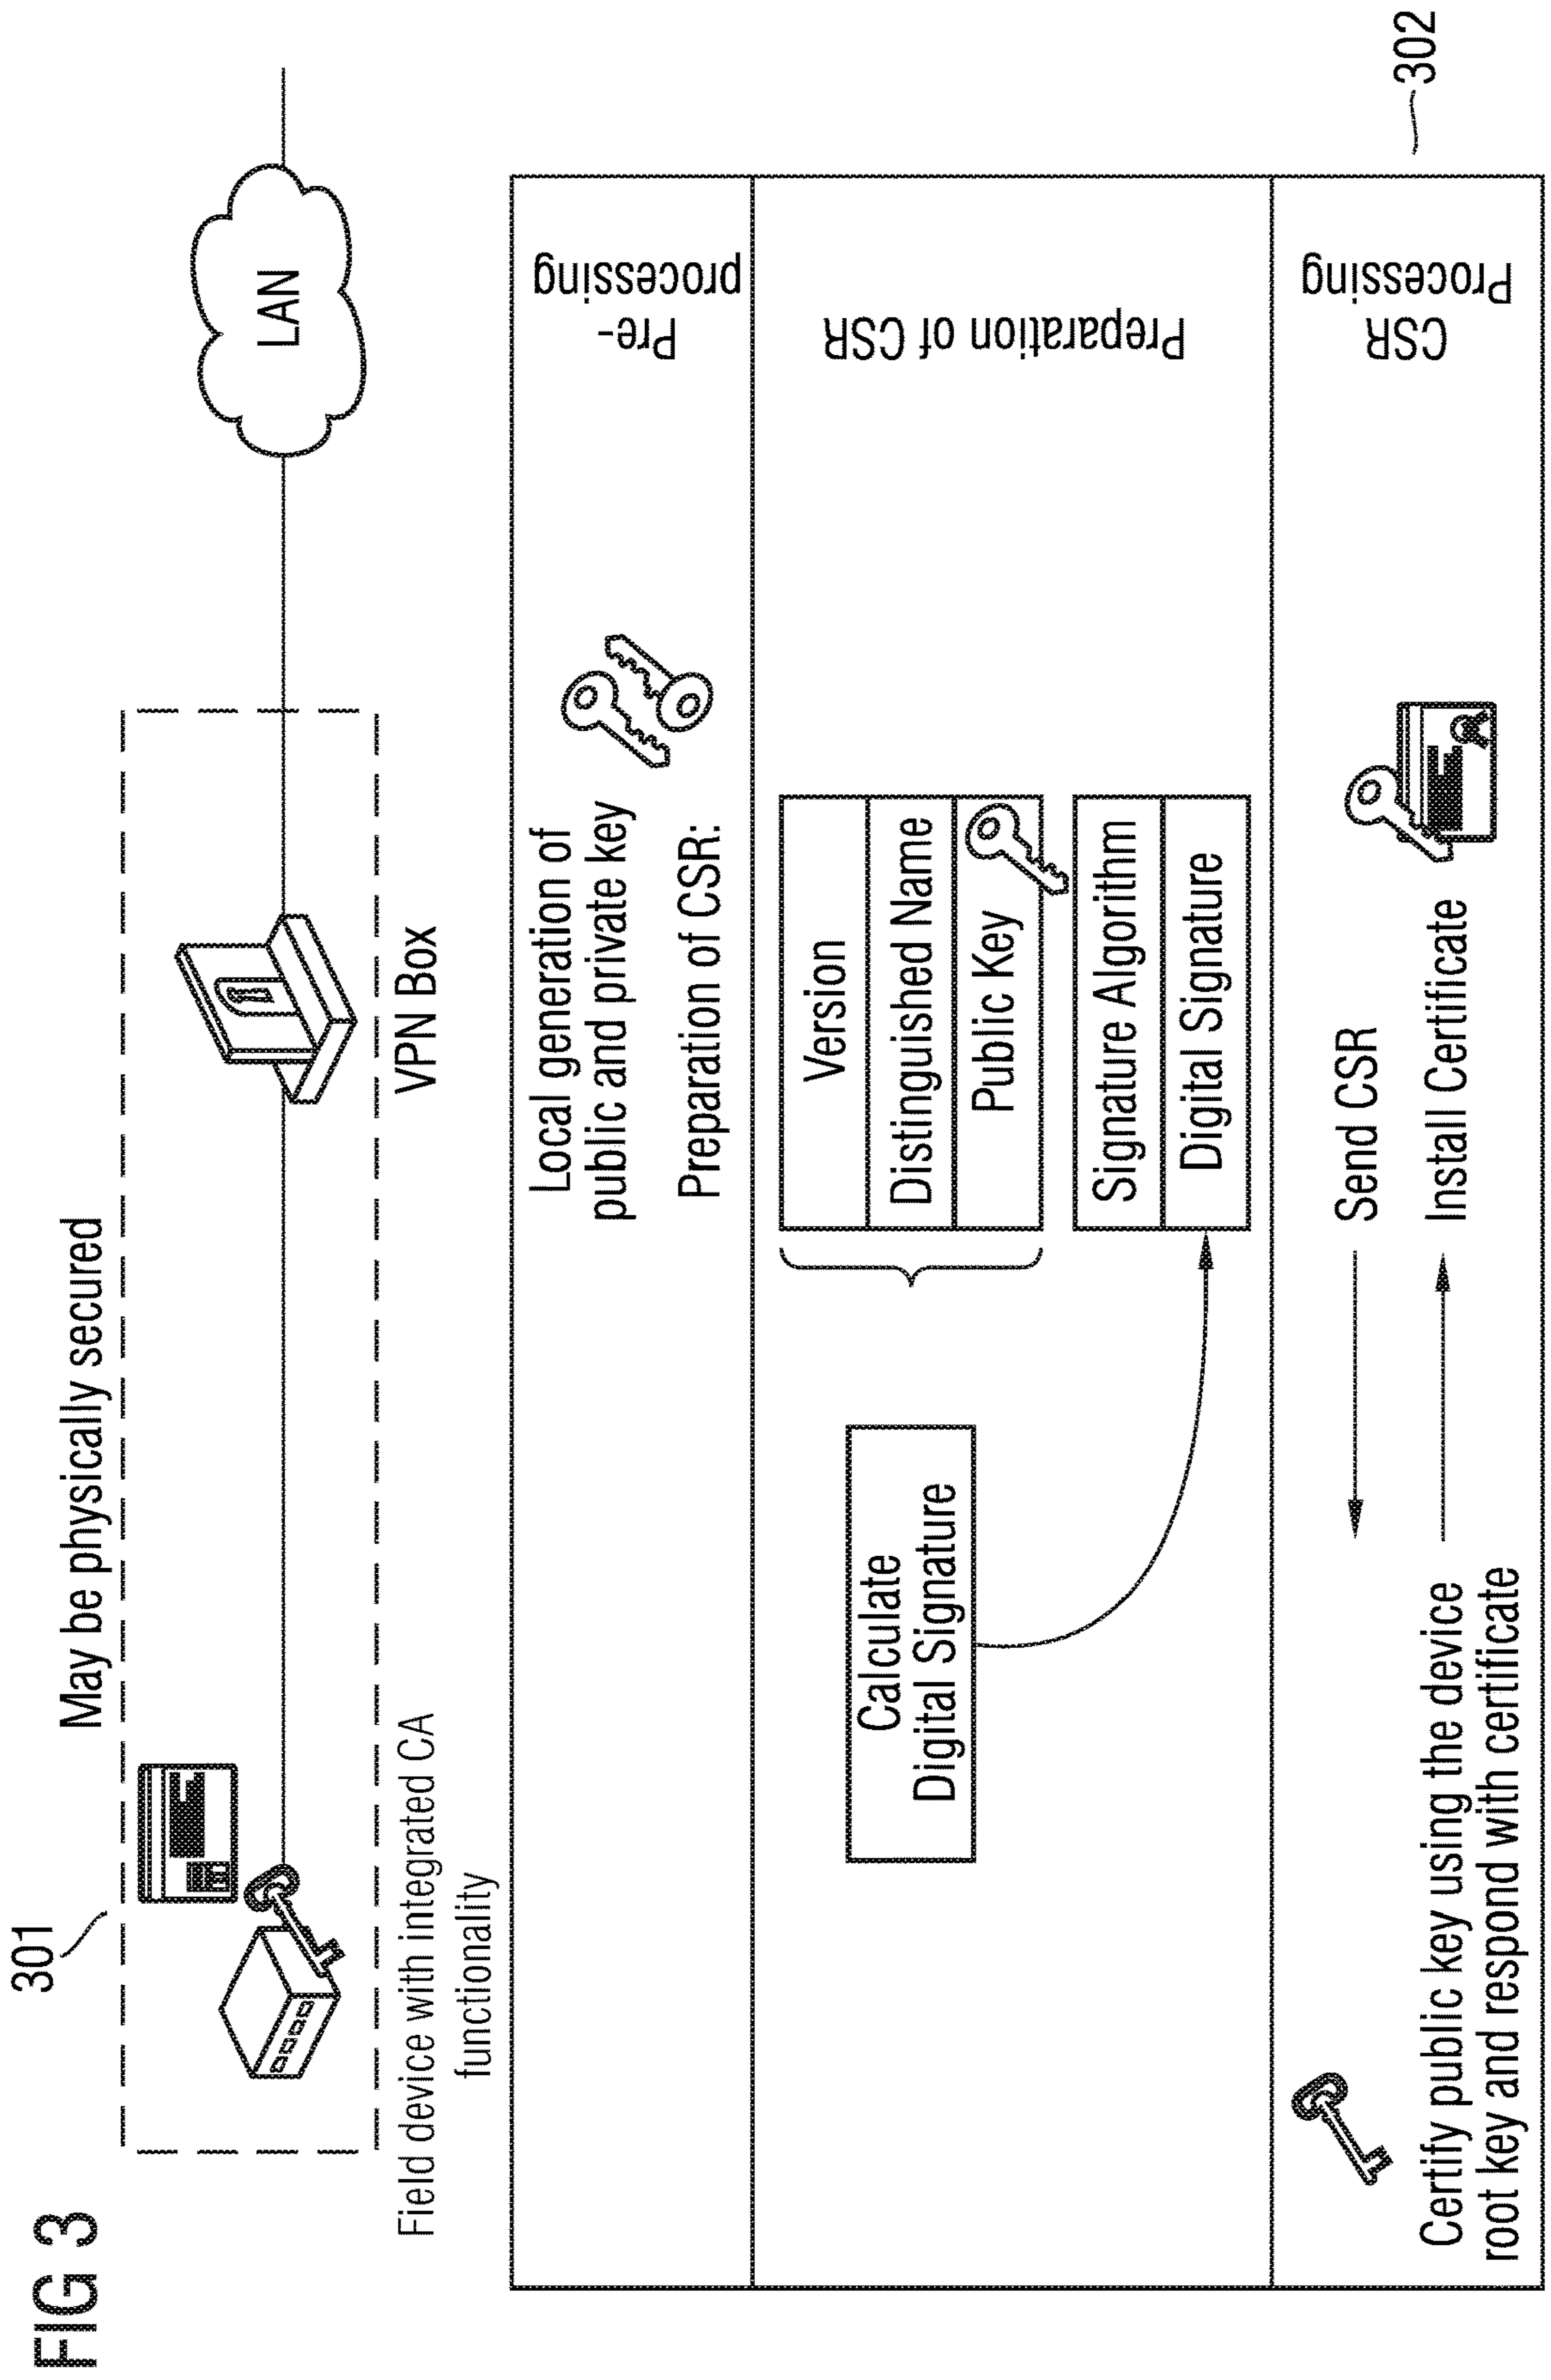 FIG 3
301
May be physically secured
LAN
VPN Box
Field device with integrated CA
functionality
Local generation of
public and private key
Pre-
processing
Preparation of CSR:
Version
Distinguished Name
Public Key
Signature Algorithm
Digital Signature
Calculate
Digital Signature
Preparation of CSR
Send CSR
Install Certificate
Certify public key using the device
root key and respond with certificate
CSR
Processing
302